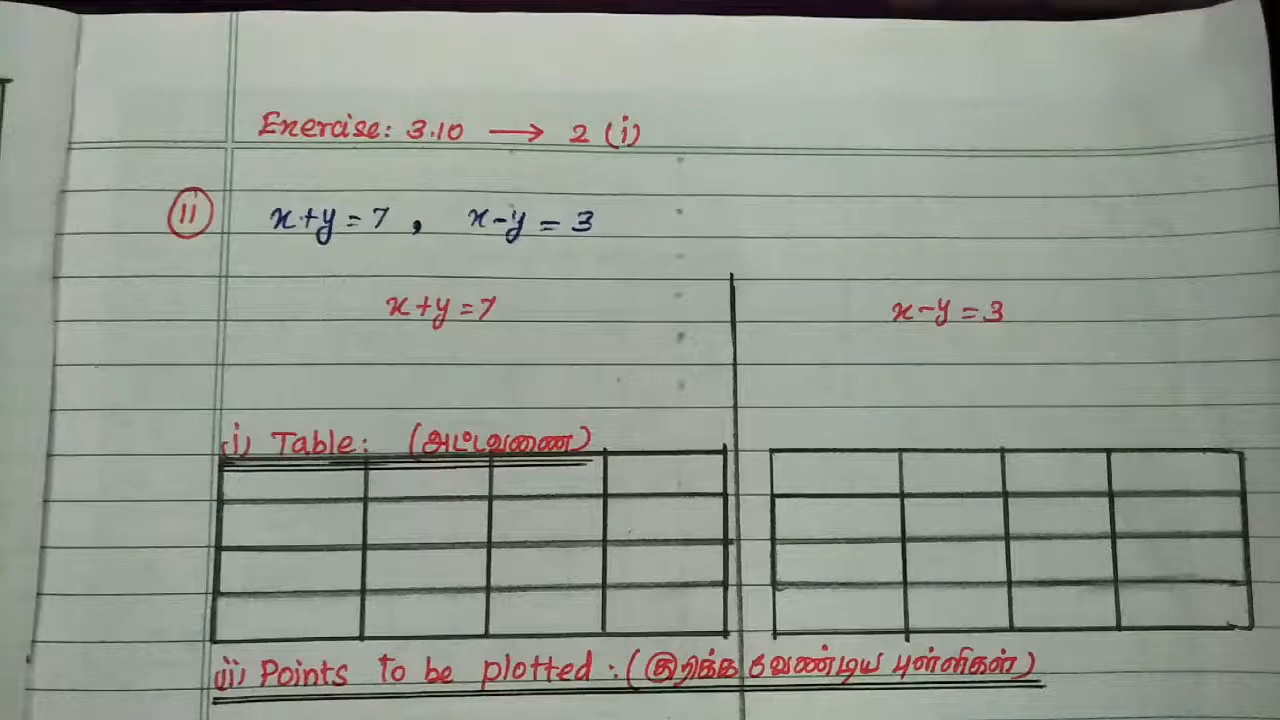 Exercise: 3.10 → 2 (i)
(ii) x+y=7 , x-y=3
x+y=7 x-y=3
(i) Table: (அட்டவணை)
(ii) Points to be plotted: (குறிக்க வேண்டிய புள்ளிகள்)